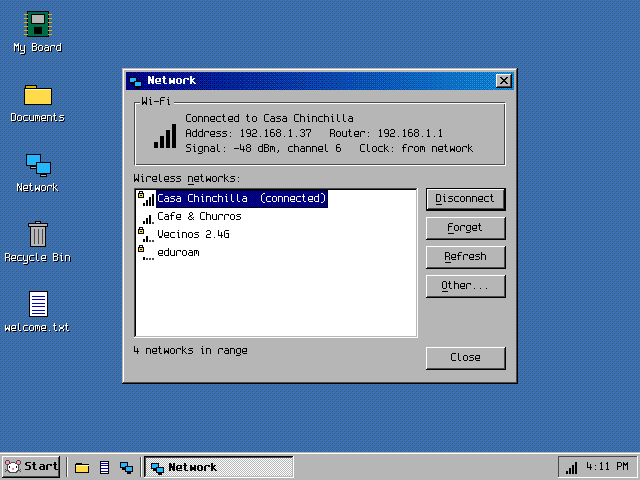 My Board
Documents
Network
Recycle Bin
welcome.txt
Network
Wi-Fi
Connected to Casa Chinchilla
Address: 192.168.1.37 Router: 192.168.1.1
Signal: -48 dBm, channel 6 Clock: from network
Wireless networks:
Casa Chinchilla (connected)
Cafe & Churros
Vecinos 2.4G
eduroam
Disconnect
Forget
Refresh
Other...
4 networks in range
Close
Start
Network
4:11 PM